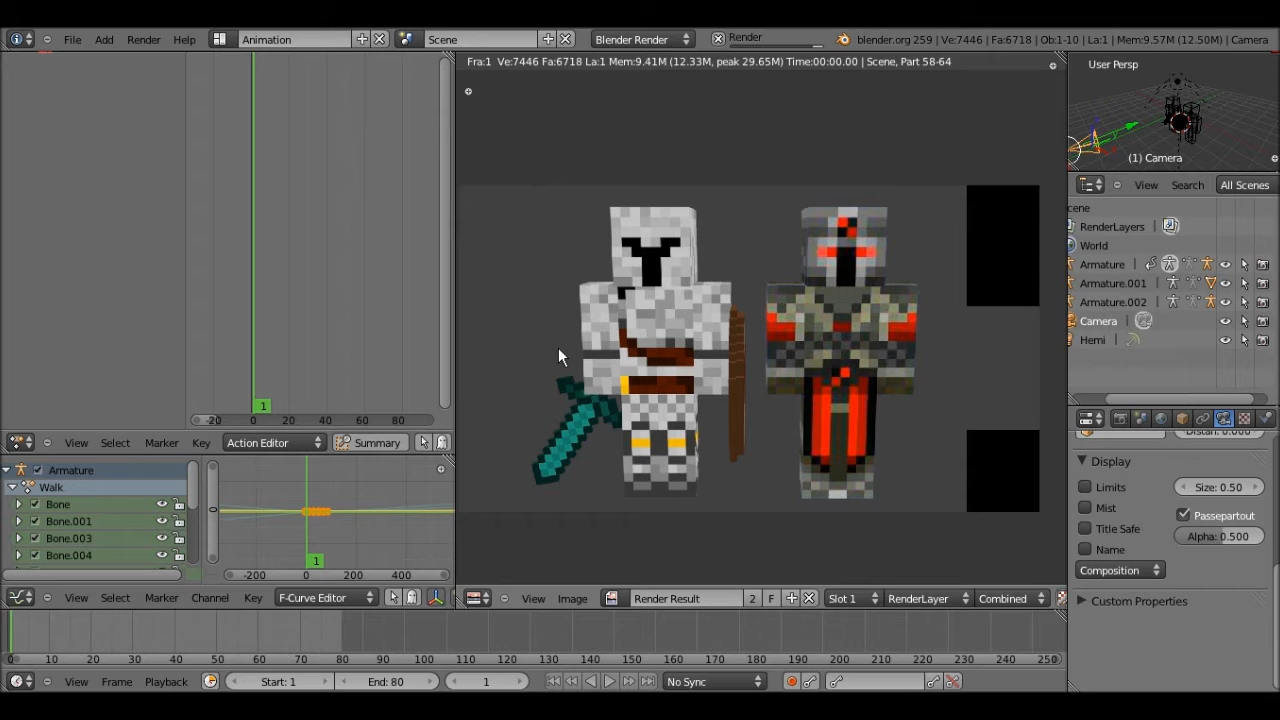 File Add Render Help Animation Scene Blender Render Render blender.org 259 | Ve:7446 | Fa:6718 | Ob:1-10 | La:1 | Mem:9.57M (12.50M) | Camera
Fra:1 Ve:7446 Fa:6718 La:1 Mem:9.41M (12.33M, peak 29.65M) Time:00:00.00 | Scene, Part 58-64
User Persp
(1) Camera
View Search All Scenes
cene
RenderLayers
World
Armature
Armature.001
Armature.002
Camera
Hemi
Display
Limits
Size: 0.50
Mist
Passepartout
Title Safe
Alpha: 0.500
Name
Composition
Custom Properties
1
-20 0 20 40 60 80
View Select Marker Key Action Editor Summary
Armature
Walk
Bone
Bone.001
Bone.003
Bone.004
1
-200 0 200 400
View Select Marker Channel Key F-Curve Editor
View Image Render Result 2 F Slot 1 RenderLayer Combined
0 10 20 30 40 50 60 70 80 90 100 110 120 130 140 150 160 170 180 190 200 210 220 230 240 250
View Frame Playback Start: 1 End: 80 1 No Sync